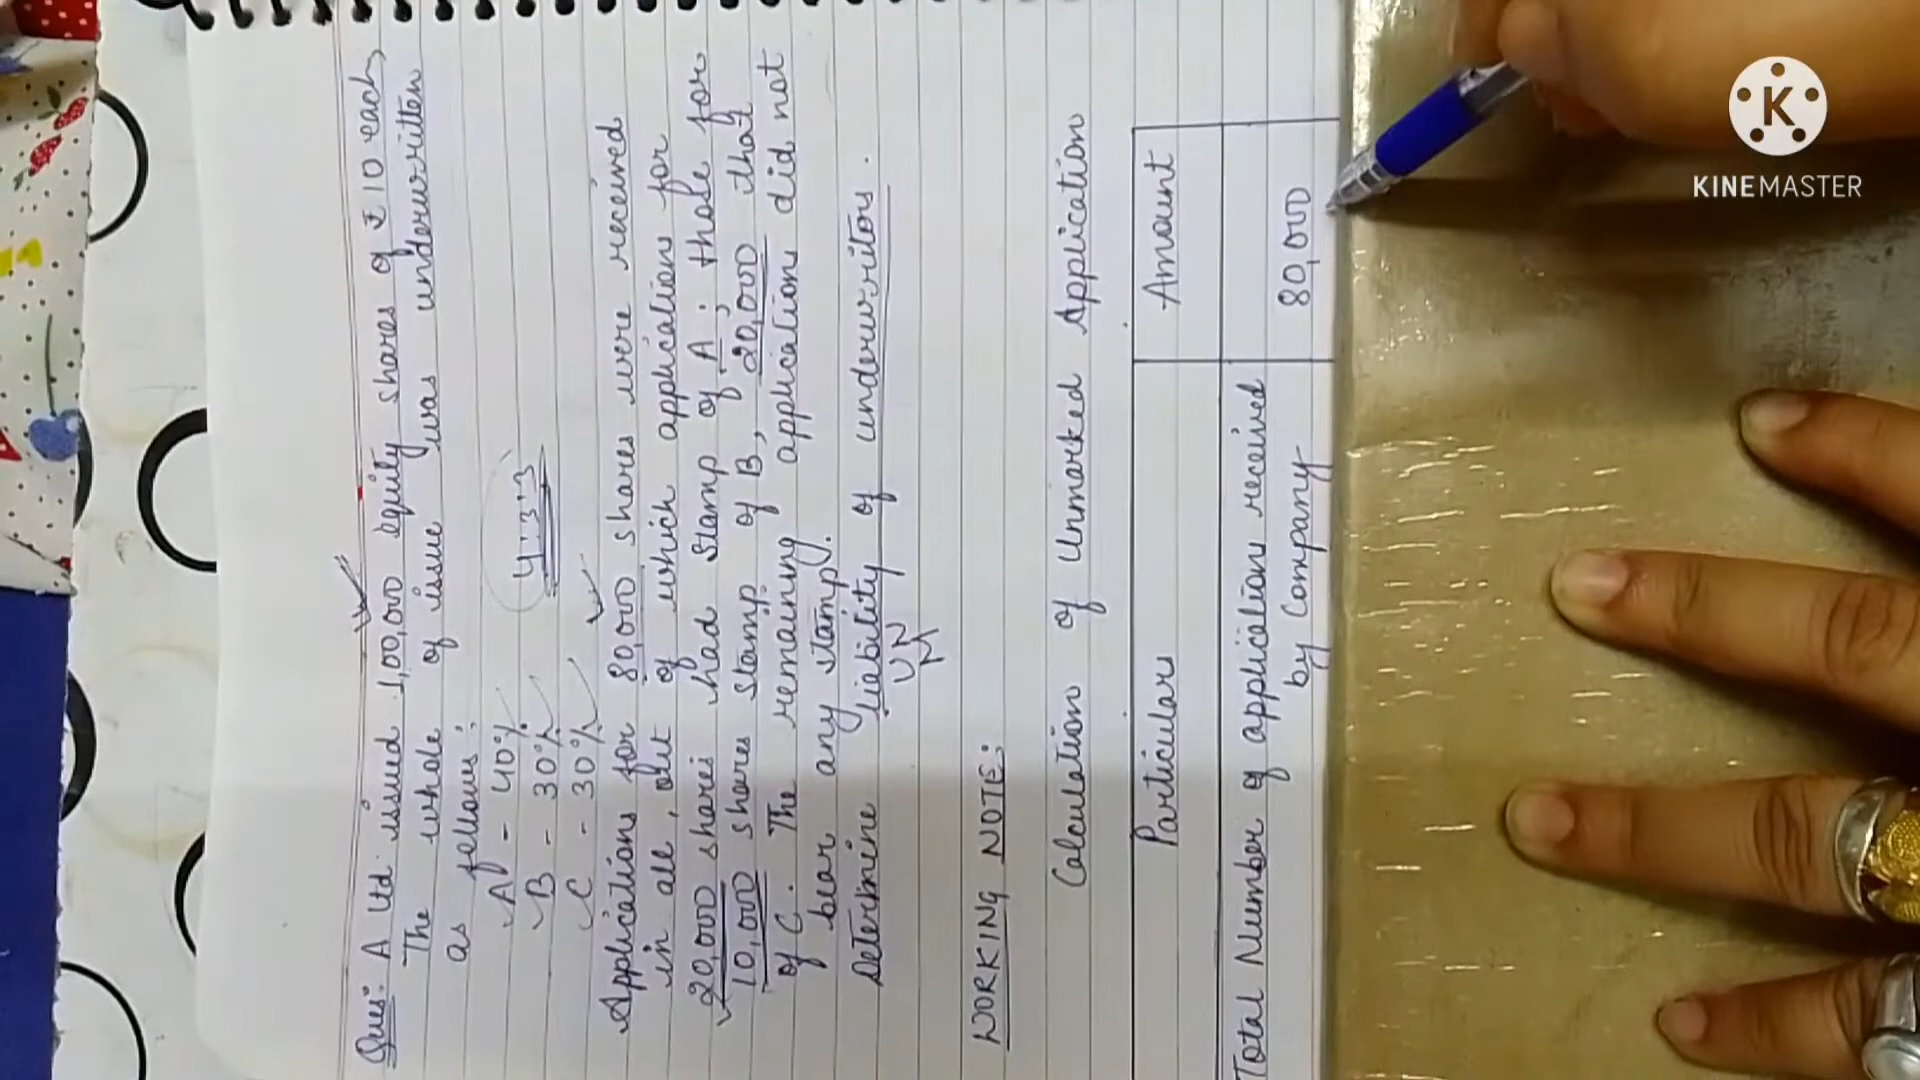 Ques:- A Ltd. issued 1,00,000 Equity shares of ₹ 10 each,
The whole of issue was underwritten
as follows:
A - 40%
B - 30%
C - 30%
4:3:3
Applications for 80,000 shares were received
in all, out of which applications for
20,000 shares had stamp of A; those for
10,000 shares stamp of B, 20,000 that
of C. The remaining applications did not
bear any stamp.
Determine liability of underwriters.
UN
WORKING NOTE:
Calculation of Unmarked Application
Particulars Amount
Total Number of application received 80,000
by Company
K
KINEMASTER